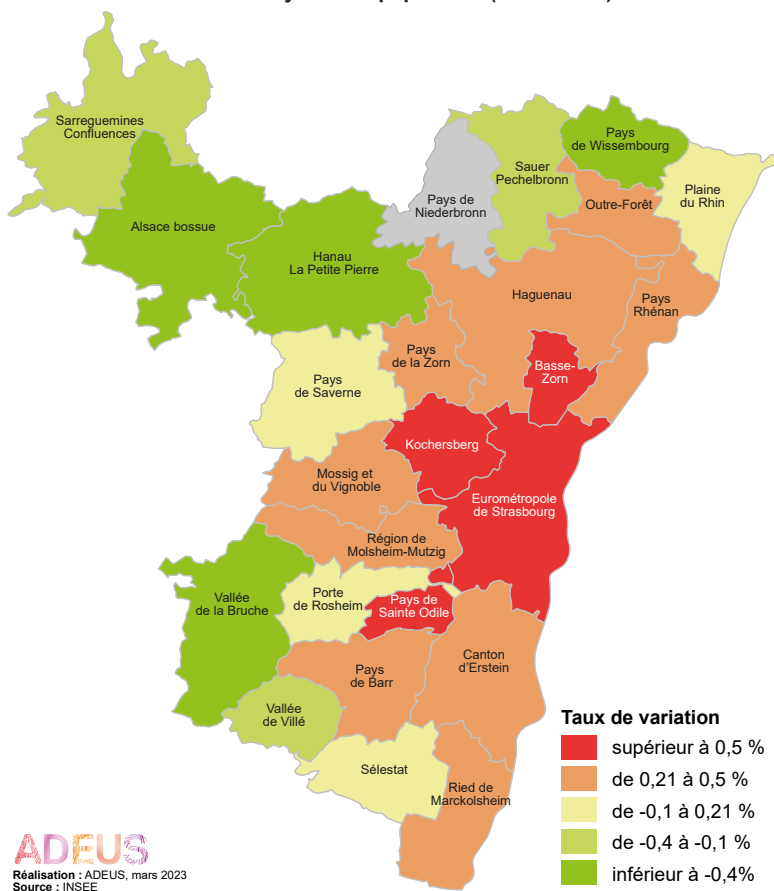 Sarreguemines
Confluences
Pays
de Wissembourg
Sauer
Pechelbronn
Plaine
du Rhin
Pays de
Niederbronn
Outre-Forêt
Alsace bossue
Hanau
La Petite Pierre
Haguenau
Pays
Rhénan
Pays
de la Zorn
Basse-
Zorn
Pays
de Saverne
Kochersberg
Mossig et
du Vignoble
Eurométropole
de Strasbourg
Région de
Molsheim-Mutzig
Vallée
de la Bruche
Porte
de Rosheim
Pays de
Sainte Odile
Canton
d'Erstein
Pays
de Barr
Vallée
de Villé
Sélestat
Ried de
Marckolsheim
Taux de variation
supérieur à 0,5 %
de 0,21 à 0,5 %
de -0,1 à 0,21 %
de -0,4 à -0,1 %
inférieur à -0,4%
ADEUS
Réalisation : ADEUS, mars 2023
Source : INSEE